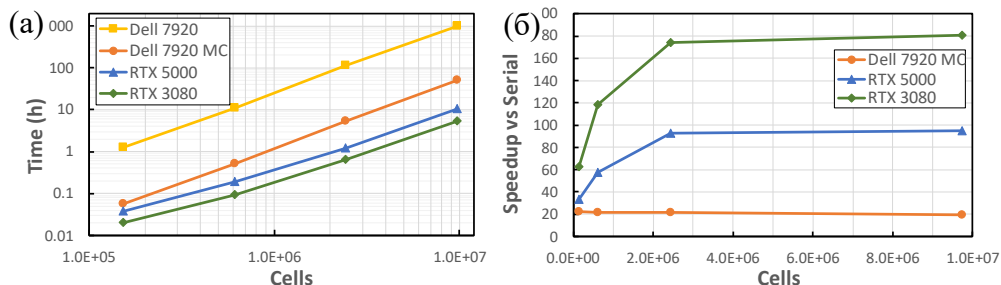 (а)
Time (h)
000
100
10
1
0.1
0.01
Dell 7920
Dell 7920 MC
RTX 5000
RTX 3080
1.0E+05
1.0E+06
1.0E+07
Cells
(б)
Speedup vs Serial
80
80
60
40
20
00
80
60
40
20
0
Dell 7920 MC
RTX 5000
RTX 3080
0.0E+00
2.0E+06
4.0E+06
6.0E+06
8.0E+06
1.0E+07
Cells